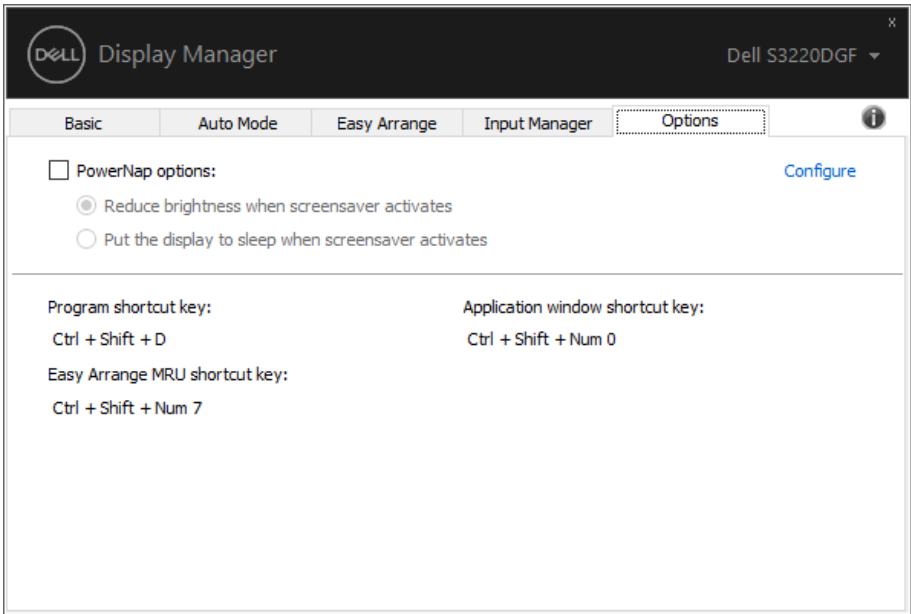 x
DELL Display Manager Dell S3220DGF
Basic Auto Mode Easy Arrange Input Manager Options i
PowerNap options: Configure
Reduce brightness when screensaver activates
Put the display to sleep when screensaver activates
Program shortcut key: Application window shortcut key:
Ctrl + Shift + D Ctrl + Shift + Num 0
Easy Arrange MRU shortcut key:
Ctrl + Shift + Num 7